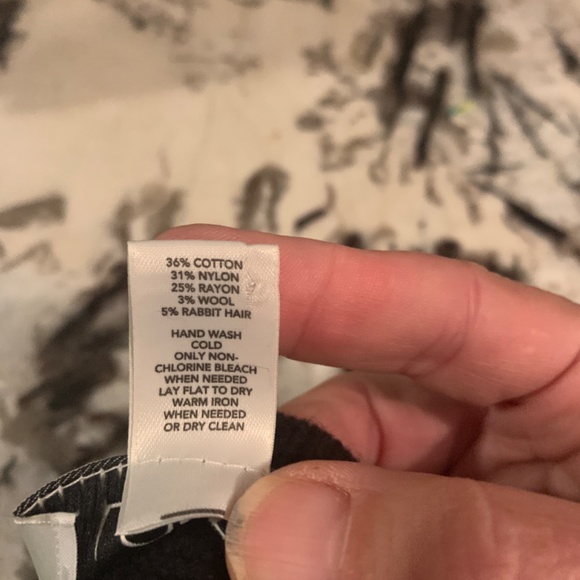 36% COTTON
31% NYLON
25% RAYON
3% WOOL
5% RABBIT HAIR
HAND WASH
COLD
ONLY NON-
CHLORINE BLEACH
WHEN NEEDED
LAY FLAT TO DRY
WARM IRON
WHEN NEEDED
OR DRY CLEAN